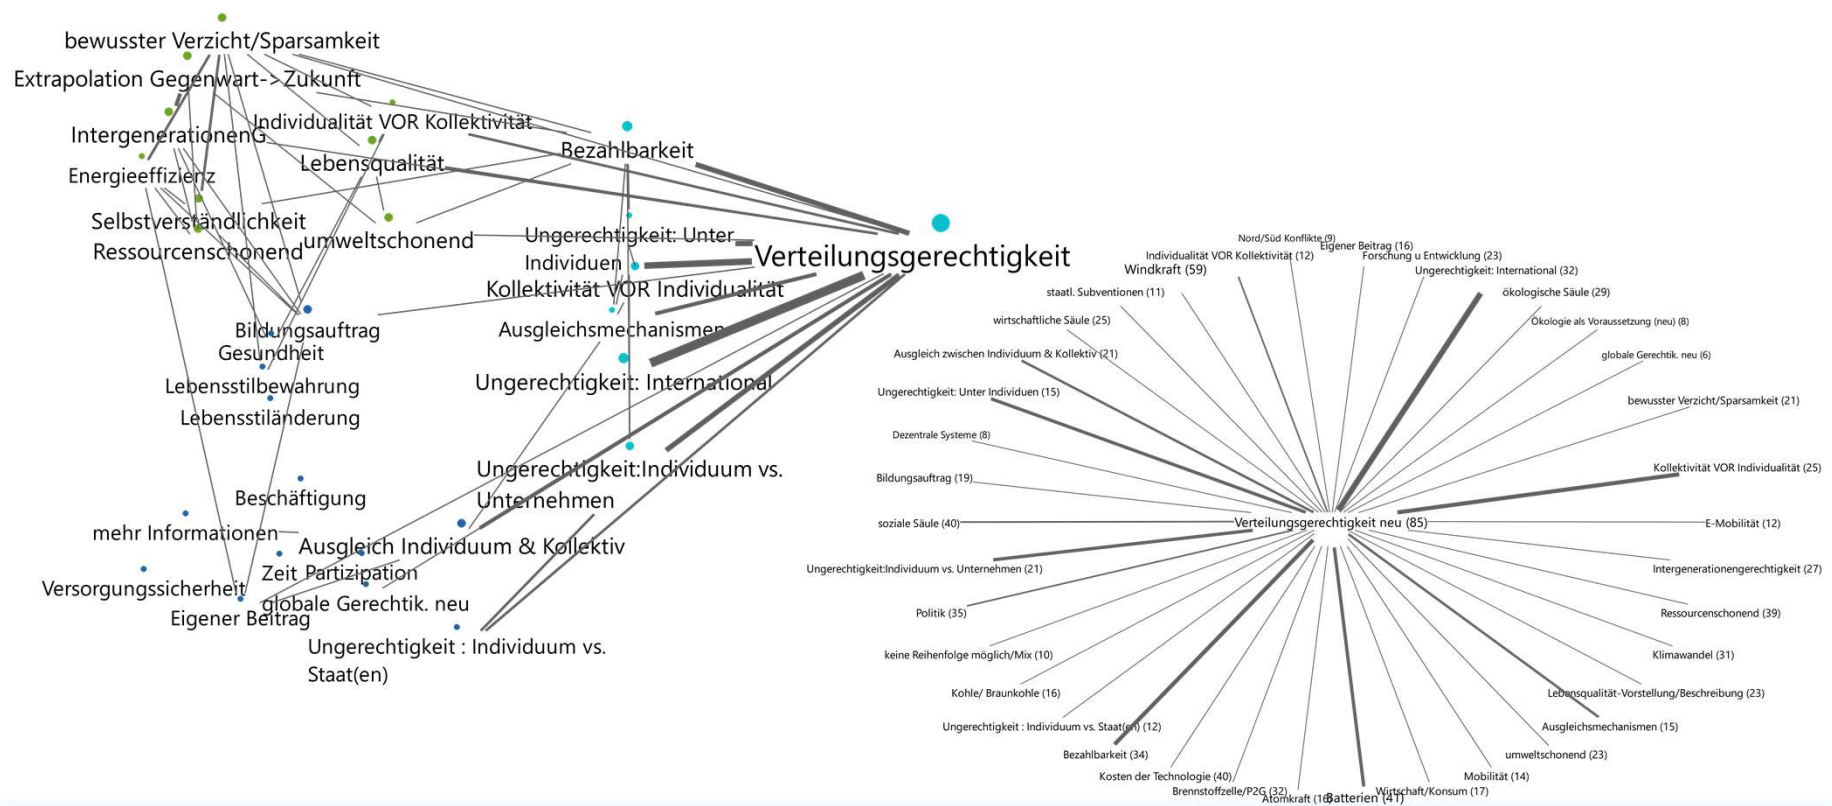 bewusster Verzicht/Sparsamkeit
Extrapolation Gegenwart->Zukunft
Individualität VOR Kollektivität
IntergenerationenG
Bezahlbarkeit
Lebensqualität
Energieeffizienz
Selbstverständlichkeit
Ressourcenschonend
umweltschonend
Ungerechtigkeit: Unter
Individuen
Verteilungsgerechtigkeit
Kollektivität VOR Individualität
Bildungsauftrag
Ausgleichsmechanismen
Gesundheit
Lebensstilbewahrung
Ungerechtigkeit: International
Lebensstiländerung
Ungerechtigkeit:Individuum vs.
Unternehmen
Beschäftigung
mehr Informationen
Ausgleich Individuum & Kollektiv
Zeit
Partizipation
Versorgungssicherheit
globale Gerechtik. neu
Eigener Beitrag
Ungerechtigkeit : Individuum vs.
Staat(en)
Nord/Süd Konflikte (9)
Eigener Beitrag (16)
Individualität VOR Kollektivität (12)
Forschung u Entwicklung (23)
Windkraft (59)
Ungerechtigkeit: International (32)
staatl. Subventionen (11)
ökologische Säule (29)
wirtschaftliche Säule (25)
Ökologie als Voraussetzung (neu) (8)
Ausgleich zwischen Individuum & Kollektiv (21)
globale Gerechtik. neu (6)
Ungerechtigkeit: Unter Individuen (15)
bewusster Verzicht/Sparsamkeit (21)
Dezentrale Systeme (8)
Kollektivität VOR Individualität (25)
Bildungsauftrag (19)
soziale Säule (40)
Verteilungsgerechtigkeit neu (85)
E-Mobilität (12)
Ungerechtigkeit:Individuum vs. Unternehmen (21)
Intergenerationengerechtigkeit (27)
Politik (35)
Ressourcenschonend (39)
keine Reihenfolge möglich/Mix (10)
Klimawandel (31)
Kohle/ Braunkohle (16)
Lebensqualität-Vorstellung/Beschreibung (23)
Ungerechtigkeit : Individuum vs. Staat(en) (12)
Ausgleichsmechanismen (15)
Bezahlbarkeit (34)
umweltschonend (23)
Kosten der Technologie (40)
Mobilität (14)
Brennstoffzelle/P2G (32)
Wirtschaft/Konsum (17)
Atomkraft
Batterien (41)